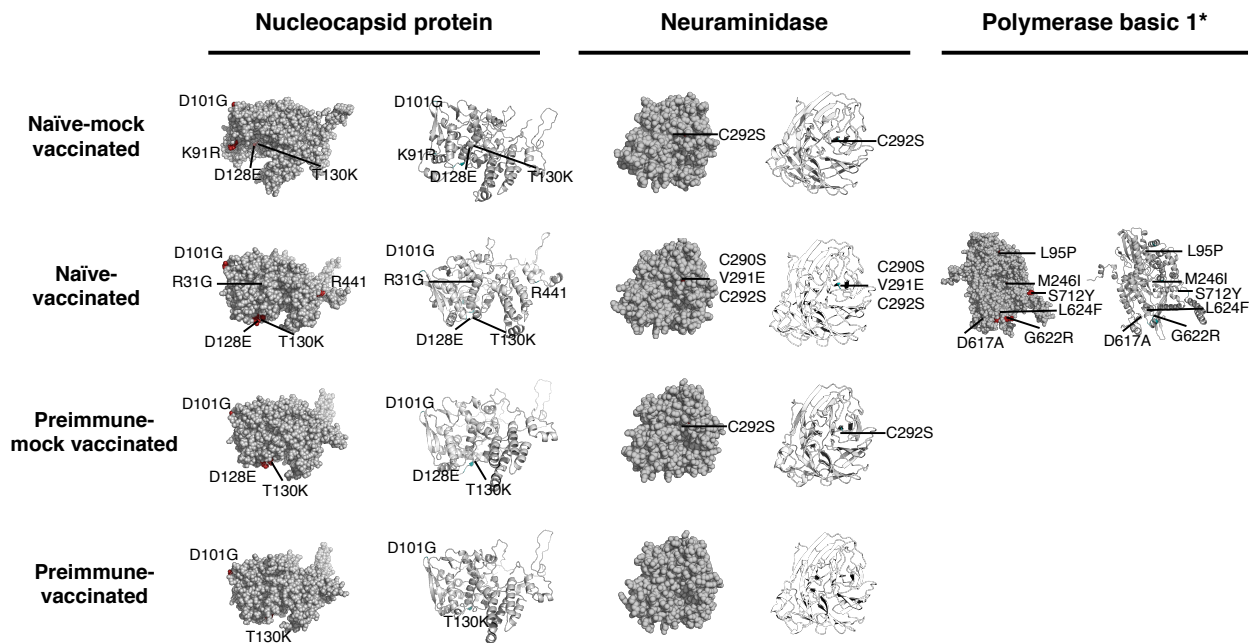 Nucleocapsid protein
Neuraminidase
Polymerase basic 1*
Naïve-mock
vaccinated
D101G
K91R
D128E
T130K
D101G
K91R
D128E
T130K
C292S
C292S
Naïve-
vaccinated
D101G
R31G
R441
D128E
T130K
D101G
R31G
R441
D128E
T130K
C290S
V291E
C292S
C290S
V291E
C292S
L95P
M246I
S712Y
L624F
D617A
G622R
L95P
M246I
S712Y
L624F
D617A
G622R
Preimmune-
mock vaccinated
D101G
D128E
T130K
D101G
D128E
T130K
C292S
C292S
Preimmune-
vaccinated
D101G
T130K
D101G
T130K